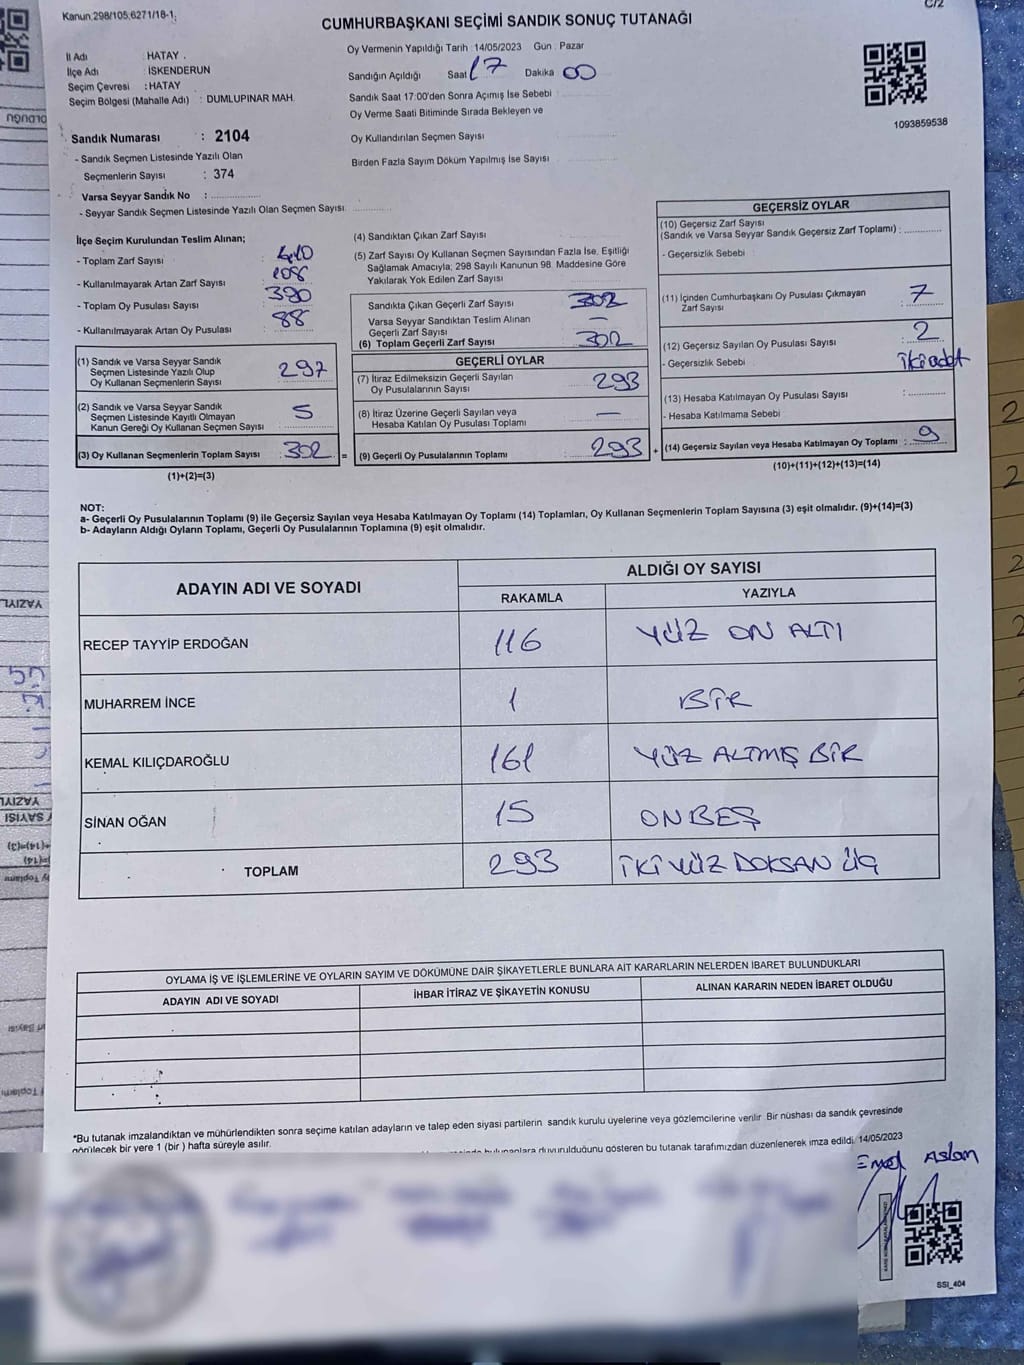 Kanun:298/105;6271/18-1;
C/2
CUMHURBAŞKANI SEÇİMİ SANDIK SONUÇ TUTANAĞI
İl Adı : HATAY .
İlçe Adı : İSKENDERUN
Seçim Çevresi : HATAY
Seçim Bölgesi (Mahalle Adı) : DUMLUPINAR MAH.
Oy Vermenin Yapıldığı Tarih : 14/05/2023 Gün : Pazar
Sandığın Açıldığı Saat 17 Dakika 00
Sandık Saat 17:00'den Sonra Açımış İse Sebebi
Oy Verme Saati Bitiminde Sırada Bekleyen ve
Oy Kullandırılan Seçmen Sayısı
Birden Fazla Sayım Döküm Yapılmış İse Sayısı
1093859538
Sandık Numarası : 2104
- Sandık Seçmen Listesinde Yazılı Olan
Seçmenlerin Sayısı : 374
Varsa Seyyar Sandık No :
- Seyyar Sandık Seçmen Listesinde Yazılı Olan Seçmen Sayısı
İlçe Seçim Kurulundan Teslim Alınan;
- Toplam Zarf Sayısı : 410
- Kullanılmayarak Artan Zarf Sayısı : 108
- Toplam Oy Pusulası Sayısı : 390
- Kullanılmayarak Artan Oy Pusulası : 88
(1) Sandık ve Varsa Seyyar Sandık
Seçmen Listesinde Yazılı Olup
Oy Kullanan Seçmenlerin Sayısı : 297
(2) Sandık ve Varsa Seyyar Sandık
Seçmen Listesinde Kayıtlı Olmayan
Kanun Gereği Oy Kullanan Seçmen Sayısı : 5
(3) Oy Kullanan Seçmenlerin Toplam Sayısı : 302 =
(1)+(2)=(3)
(4) Sandıktan Çıkan Zarf Sayısı
(5) Zarf Sayısı Oy Kullanan Seçmen Sayısından Fazla İse, Eşitliği
Sağlamak Amacıyla; 298 Sayılı Kanunun 98. Maddesine Göre
Yakılarak Yok Edilen Zarf Sayısı
Sandıkta Çıkan Geçerli Zarf Sayısı 302
Varsa Seyyar Sandıktan Teslim Alınan
Geçerli Zarf Sayısı —
(6) Toplam Geçerli Zarf Sayısı 302
GEÇERLİ OYLAR
(7) İtiraz Edilmeksizin Geçerli Sayılan
Oy Pusulalarının Sayısı 293
(8) İtiraz Üzerine Geçerli Sayılan veya
Hesaba Katılan Oy Pusulası Toplamı —
(9) Geçerli Oy Pusulalarının Toplamı 293 +
GEÇERSİZ OYLAR
(10) Geçersiz Zarf Sayısı
(Sandık ve Varsa Seyyar Sandık Geçersiz Zarf Toplamı) :
- Geçersizlik Sebebi
(11) İçinden Cumhurbaşkanı Oy Pusulası Çıkmayan
Zarf Sayısı : 7
(12) Geçersiz Sayılan Oy Pusulası Sayısı : 2
- Geçersizlik Sebebi iki adet
(13) Hesaba Katılmayan Oy Pusulası Sayısı :
- Hesaba Katılmama Sebebi
(14) Geçersiz Sayılan veya Hesaba Katılmayan Oy Toplamı : 9
(10)+(11)+(12)+(13)=(14)
NOT:
a- Geçerli Oy Pusulalarının Toplamı (9) ile Geçersiz Sayılan veya Hesaba Katılmayan Oy Toplamı (14) Toplamları, Oy Kullanan Seçmenlerin Toplam Sayısına (3) eşit olmalıdır. (9)+(14)=(3)
b- Adayların Aldığı Oyların Toplamı, Geçerli Oy Pusulalarının Toplamına (9) eşit olmalıdır.
ADAYIN ADI VE SOYADI
ALDIĞI OY SAYISI
RAKAMLA YAZIYLA
RECEP TAYYİP ERDOĞAN 116 YÜZ ON ALTI
MUHARREM İNCE 1 BİR
KEMAL KILIÇDAROĞLU 161 YÜZ ALTMIŞ BİR
SİNAN OĞAN 15 ONBEŞ
TOPLAM 293 İKİ YÜZ DOKSAN ÜÇ
OYLAMA İŞ VE İŞLEMLERİNE VE OYLARIN SAYIM VE DÖKÜMÜNE DAİR ŞİKAYETLERLE BUNLARA AİT KARARLARIN NELERDEN İBARET BULUNDUKLARI
ADAYIN ADI VE SOYADI İHBAR İTİRAZ VE ŞİKAYETİN KONUSU ALINAN KARARIN NEDEN İBARET OLDUĞU
*Bu tutanak imzalandıktan ve mühürlendikten sonra seçime katılan adayların ve talep eden siyasi partilerin sandık kurulu üyelerine veya gözlemcilerine verilir. Bir nüshası da sandık çevresinde
görülecek bir yere 1 (bir) hafta süreyle asılır.
duyurulduğunu gösteren bu tutanak tarafımızdan düzenlenerek imza edildi. 14/05/2023
Emel Aslan
SSI_404